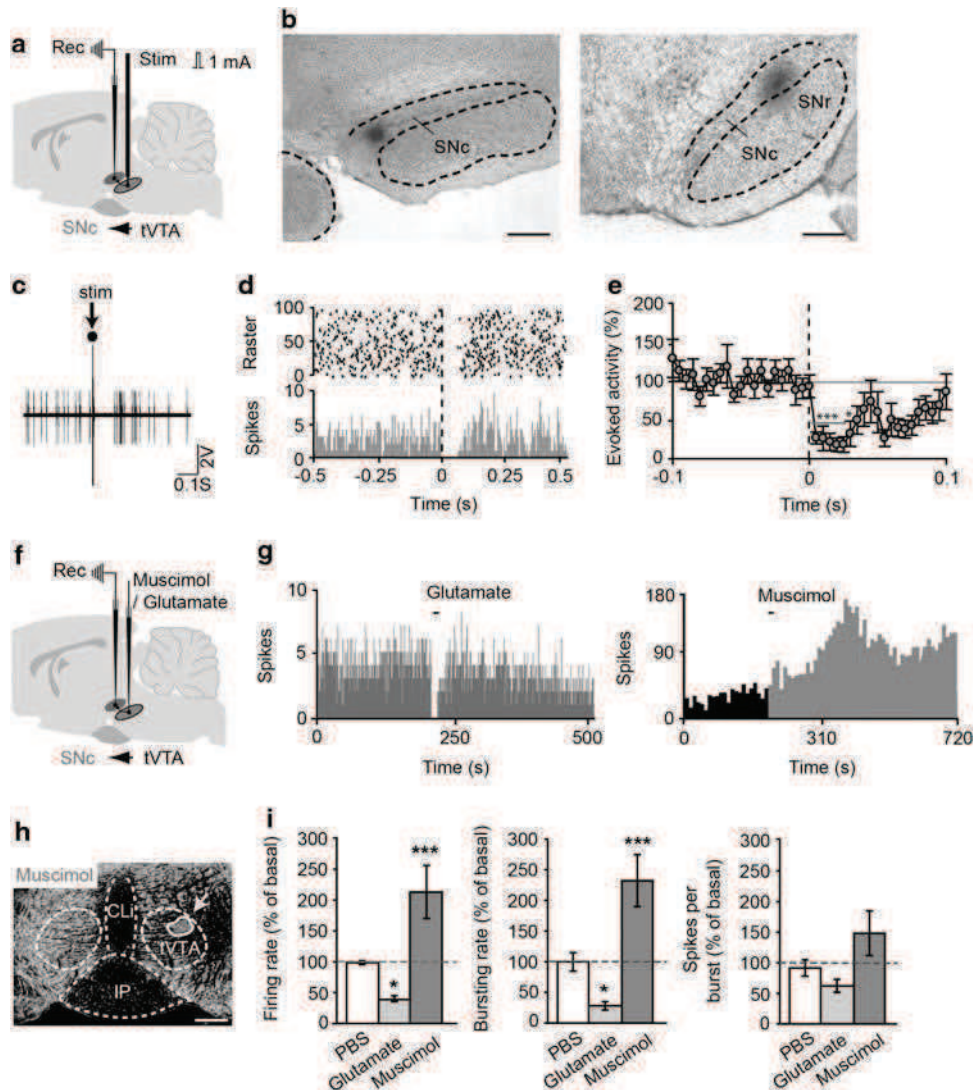 a
Rec
Stim
1 mA
SNc
tVTA
b
SNc
SNr
SNc
c
stim
2V
0.1S
d
Raster
100
50
0
Spikes
10
5
0
-0.5
-0.25
0
0.25
0.5
Time (s)
e
Evoked activity (%)
200
150
100
50
0
***
*
-0.1
0
0.1
Time (s)
f
Rec
Muscimol
/ Glutamate
SNc
tVTA
g
Spikes
10
5
0
Glutamate
0
250
500
Time (s)
Spikes
180
90
0
Muscimol
0
310
720
Time (s)
h
Muscimol
CLi
tVTA
IP
i
Firing rate (% of basal)
300
250
200
150
100
50
0
*
***
PBS
Glutamate
Muscimol
Bursting rate (% of basal)
300
250
200
150
100
50
0
*
***
PBS
Glutamate
Muscimol
Spikes per
burst (% of basal)
300
250
200
150
100
50
0
PBS
Glutamate
Muscimol